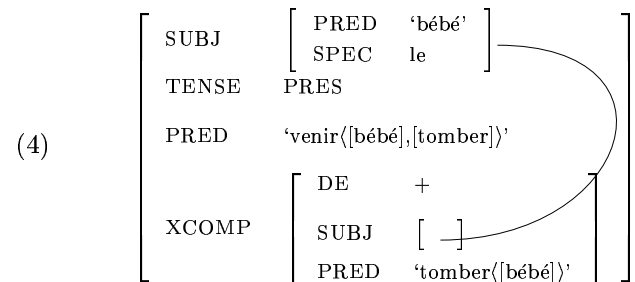 PRED ‘bébé’
SUBJ
SPEC le
TENSE PRES
(4) PRED ‘venir⟨[bébé],[tomber]⟩’
DE +
XCOMP SUBJ [ ]
PRED ‘tomber⟨[bébé]⟩’